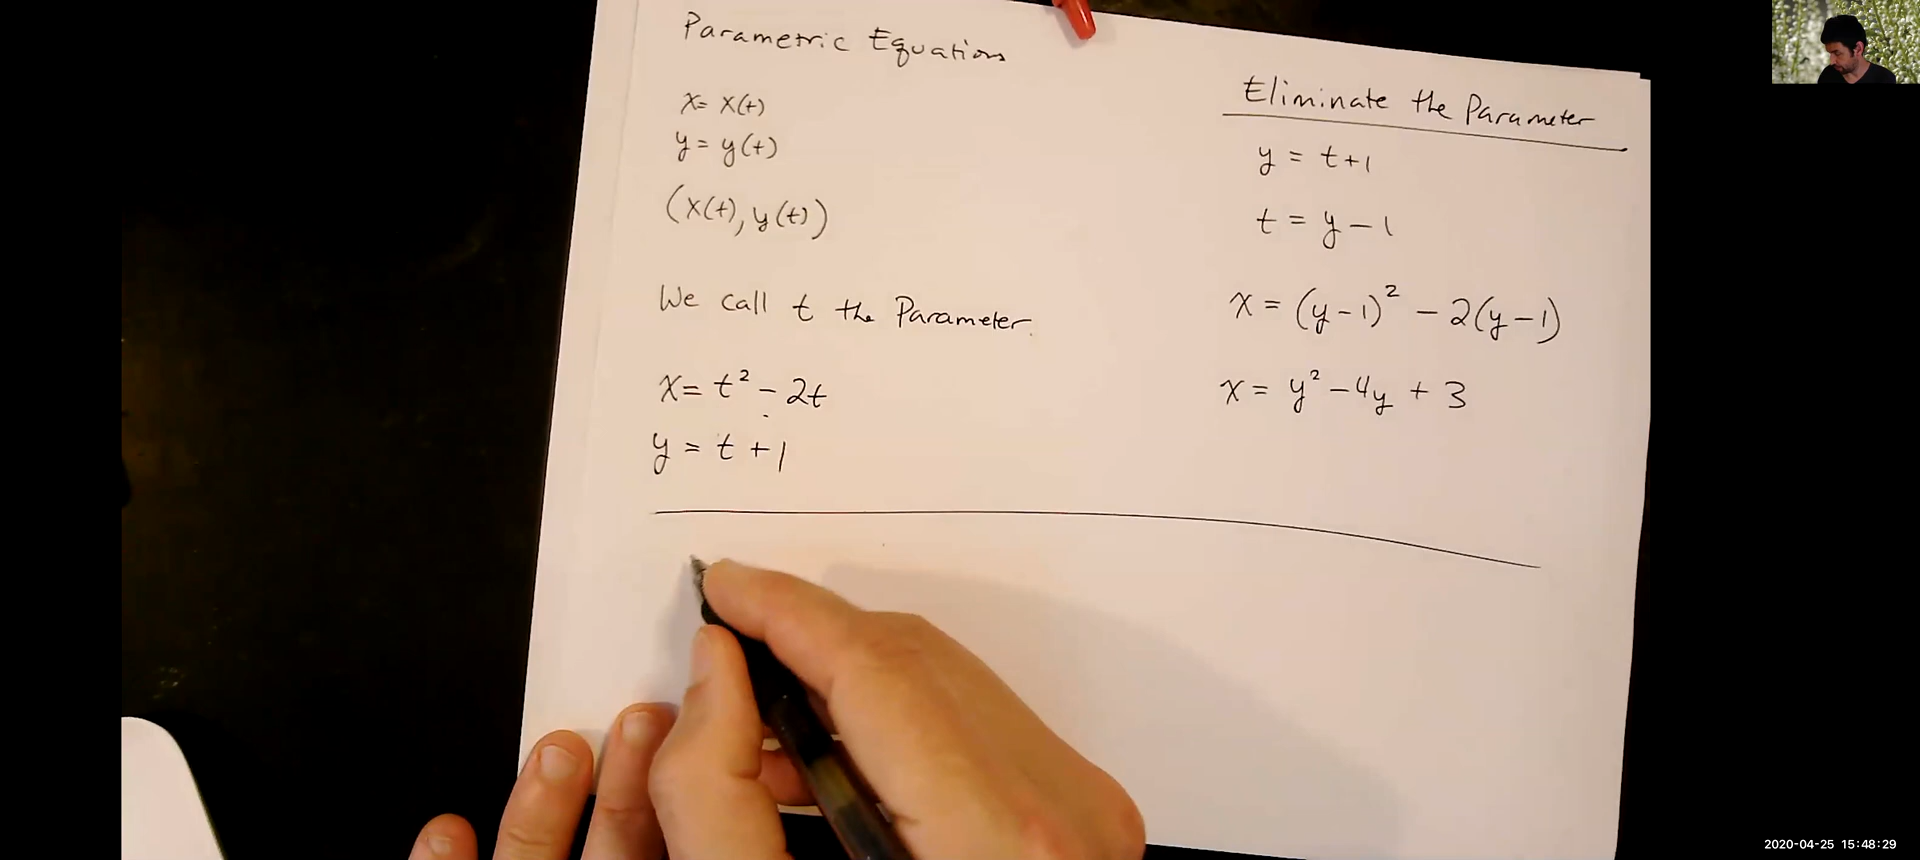 Parametric Equations
x = x(t)
y = y(t)
(x(t), y(t))
We call t the Parameter.
x = t² - 2t
y = t + 1
Eliminate the Parameter
y = t + 1
t = y - 1
x = (y - 1)² - 2(y - 1)
x = y² - 4y + 3
2020-04-25 15:48:29